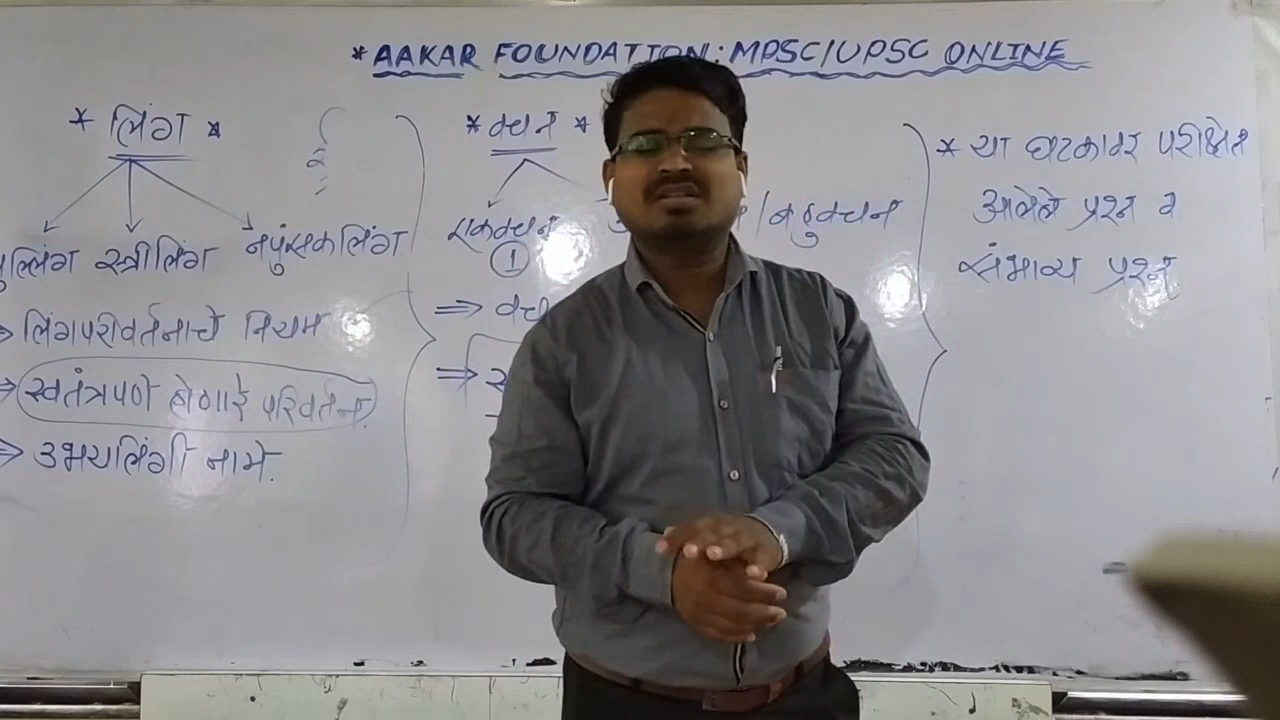 * AAKAR FOUNDATION: MPSC/UPSC ONLINE
* लिंग *
पुल्लिंग स्त्रीलिंग नपुंसकलिंग
⇒ लिंगपरिवर्तनाचे नियम
⇒ स्वतंत्रपणे होणारे परिवर्तन.
⇒ उभयलिंगी नामे.
* वचन *
एकवचन / बहुवचन
①
⇒ वच
⇒
* या घटकावर परीक्षेत
आलेले प्रश्न व
संभाव्य प्रश्न